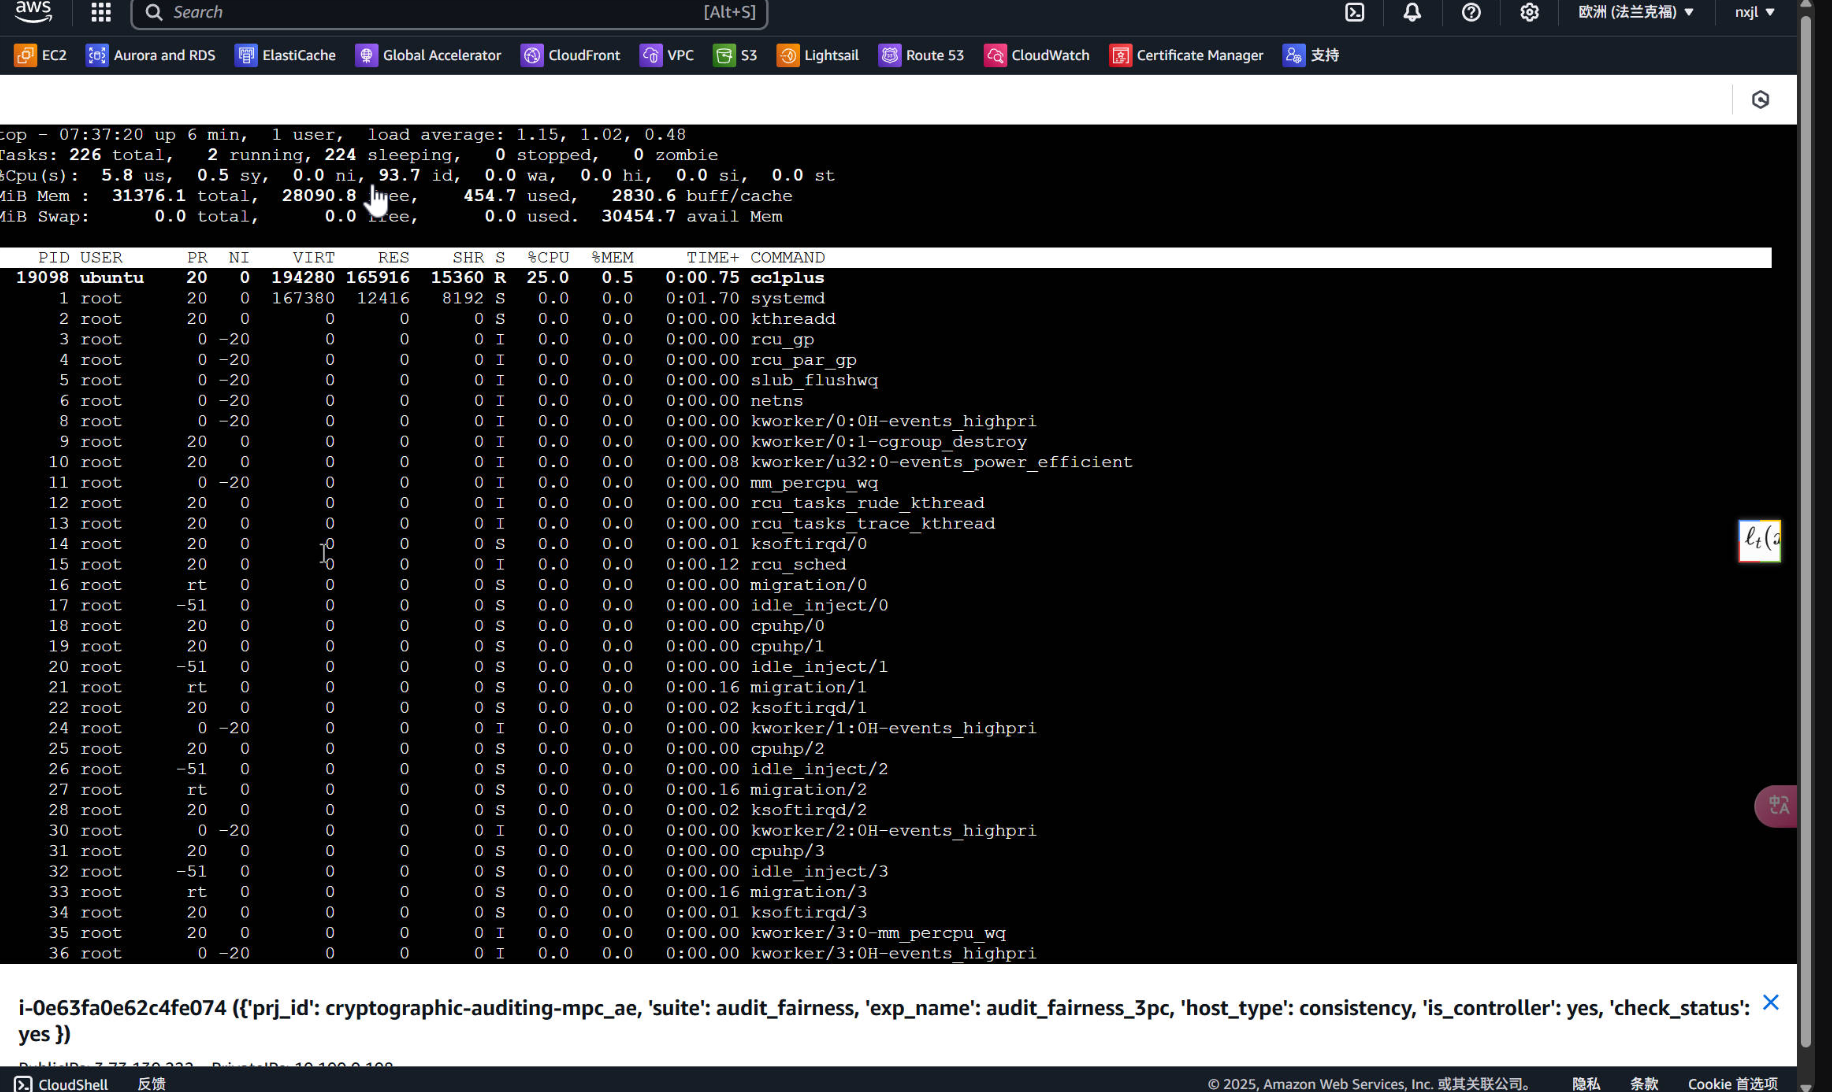 aws
Search [Alt+S]
欧洲 (法兰克福) ▼ nxjl ▼
EC2 Aurora and RDS ElastiCache Global Accelerator CloudFront VPC S3 Lightsail Route 53 CloudWatch Certificate Manager 支持
top - 07:37:20 up 6 min, 1 user, load average: 1.15, 1.02, 0.48
Tasks: 226 total, 2 running, 224 sleeping, 0 stopped, 0 zombie
%Cpu(s): 5.8 us, 0.5 sy, 0.0 ni, 93.7 id, 0.0 wa, 0.0 hi, 0.0 si, 0.0 st
MiB Mem : 31376.1 total, 28090.8 free, 454.7 used, 2830.6 buff/cache
MiB Swap: 0.0 total, 0.0 free, 0.0 used. 30454.7 avail Mem
PID USER PR NI VIRT RES SHR S %CPU %MEM TIME+ COMMAND
19098 ubuntu 20 0 194280 165916 15360 R 25.0 0.5 0:00.75 cc1plus
1 root 20 0 167380 12416 8192 S 0.0 0.0 0:01.70 systemd
2 root 20 0 0 0 0 S 0.0 0.0 0:00.00 kthreadd
3 root 0 -20 0 0 0 I 0.0 0.0 0:00.00 rcu_gp
4 root 0 -20 0 0 0 I 0.0 0.0 0:00.00 rcu_par_gp
5 root 0 -20 0 0 0 I 0.0 0.0 0:00.00 slub_flushwq
6 root 0 -20 0 0 0 I 0.0 0.0 0:00.00 netns
8 root 0 -20 0 0 0 I 0.0 0.0 0:00.00 kworker/0:0H-events_highpri
9 root 20 0 0 0 0 I 0.0 0.0 0:00.00 kworker/0:1-cgroup_destroy
10 root 20 0 0 0 0 I 0.0 0.0 0:00.08 kworker/u32:0-events_power_efficient
11 root 0 -20 0 0 0 I 0.0 0.0 0:00.00 mm_percpu_wq
12 root 20 0 0 0 0 I 0.0 0.0 0:00.00 rcu_tasks_rude_kthread
13 root 20 0 0 0 0 I 0.0 0.0 0:00.00 rcu_tasks_trace_kthread
14 root 20 0 0 0 0 S 0.0 0.0 0:00.01 ksoftirqd/0
15 root 20 0 0 0 0 I 0.0 0.0 0:00.12 rcu_sched
16 root rt 0 0 0 0 S 0.0 0.0 0:00.00 migration/0
17 root -51 0 0 0 0 S 0.0 0.0 0:00.00 idle_inject/0
18 root 20 0 0 0 0 S 0.0 0.0 0:00.00 cpuhp/0
19 root 20 0 0 0 0 S 0.0 0.0 0:00.00 cpuhp/1
20 root -51 0 0 0 0 S 0.0 0.0 0:00.00 idle_inject/1
21 root rt 0 0 0 0 S 0.0 0.0 0:00.16 migration/1
22 root 20 0 0 0 0 S 0.0 0.0 0:00.02 ksoftirqd/1
24 root 0 -20 0 0 0 I 0.0 0.0 0:00.00 kworker/1:0H-events_highpri
25 root 20 0 0 0 0 S 0.0 0.0 0:00.00 cpuhp/2
26 root -51 0 0 0 0 S 0.0 0.0 0:00.00 idle_inject/2
27 root rt 0 0 0 0 S 0.0 0.0 0:00.16 migration/2
28 root 20 0 0 0 0 S 0.0 0.0 0:00.02 ksoftirqd/2
30 root 0 -20 0 0 0 I 0.0 0.0 0:00.00 kworker/2:0H-events_highpri
31 root 20 0 0 0 0 S 0.0 0.0 0:00.00 cpuhp/3
32 root -51 0 0 0 0 S 0.0 0.0 0:00.00 idle_inject/3
33 root rt 0 0 0 0 S 0.0 0.0 0:00.16 migration/3
34 root 20 0 0 0 0 S 0.0 0.0 0:00.01 ksoftirqd/3
35 root 20 0 0 0 0 I 0.0 0.0 0:00.00 kworker/3:0-mm_percpu_wq
36 root 0 -20 0 0 0 I 0.0 0.0 0:00.00 kworker/3:0H-events_highpri
i-0e63fa0e62c4fe074 ({'prj_id': cryptographic-auditing-mpc_ae, 'suite': audit_fairness, 'exp_name': audit_fairness_3pc, 'host_type': consistency, 'is_controller': yes, 'check_status':
yes })
CloudShell 反馈 © 2025, Amazon Web Services, Inc. 或其关联公司。 隐私 条款 Cookie 首选项